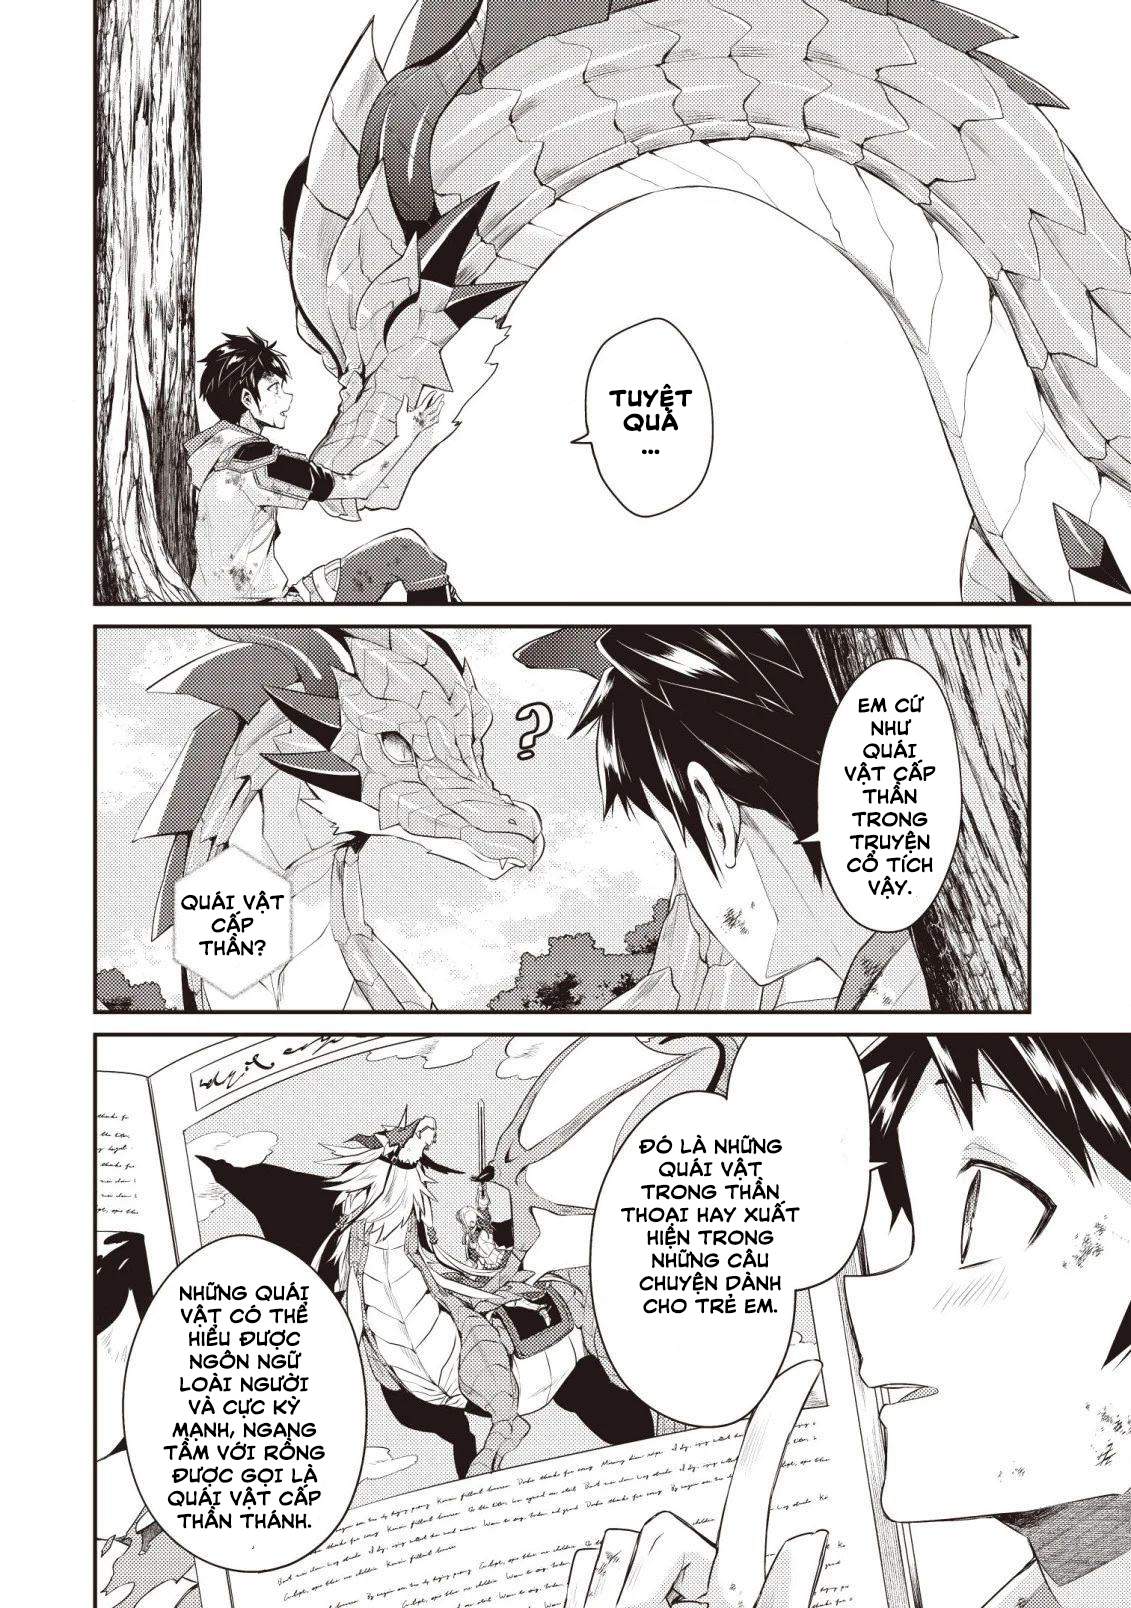 TUYỆT
QUÁ
...
EM CỨ
NHƯ
QUÁI
VẬT CẤP
THẦN
TRONG
TRUYỆN
CỔ TÍCH
VẬY.
?
QUÁI VẬT
CẤP
THẦN?
ĐÓ LÀ NHỮNG
QUÁI VẬT
TRONG THẦN
THOẠI HAY XUẤT
HIỆN TRONG
NHỮNG CÂU
CHUYỆN DÀNH
CHO TRẺ EM.
NHỮNG QUÁI
VẬT CÓ THỂ
HIỂU ĐƯỢC
NGÔN NGỮ
LOÀI NGƯỜI
VÀ CỰC KỲ
MẠNH, NGANG
TẦM VỚI RỒNG
ĐƯỢC GỌI LÀ
QUÁI VẬT CẤP
THẦN THÁNH.